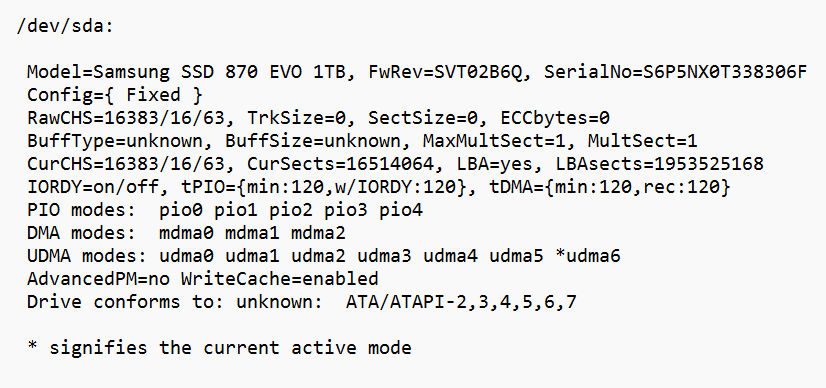 /dev/sda:
Model=Samsung SSD 870 EVO 1TB, FwRev=SVT02B6Q, SerialNo=S6P5NX0T338306F
Config={ Fixed }
RawCHS=16383/16/63, TrkSize=0, SectSize=0, ECCbytes=0
BuffType=unknown, BuffSize=unknown, MaxMultSect=1, MultSect=1
CurCHS=16383/16/63, CurSects=16514064, LBA=yes, LBAsects=1953525168
IORDY=on/off, tPIO={min:120,w/IORDY:120}, tDMA={min:120,rec:120}
PIO modes:  pio0 pio1 pio2 pio3 pio4
DMA modes:  mdma0 mdma1 mdma2
UDMA modes: udma0 udma1 udma2 udma3 udma4 udma5 *udma6
AdvancedPM=no WriteCache=enabled
Drive conforms to: unknown:  ATA/ATAPI-2,3,4,5,6,7
* signifies the current active mode